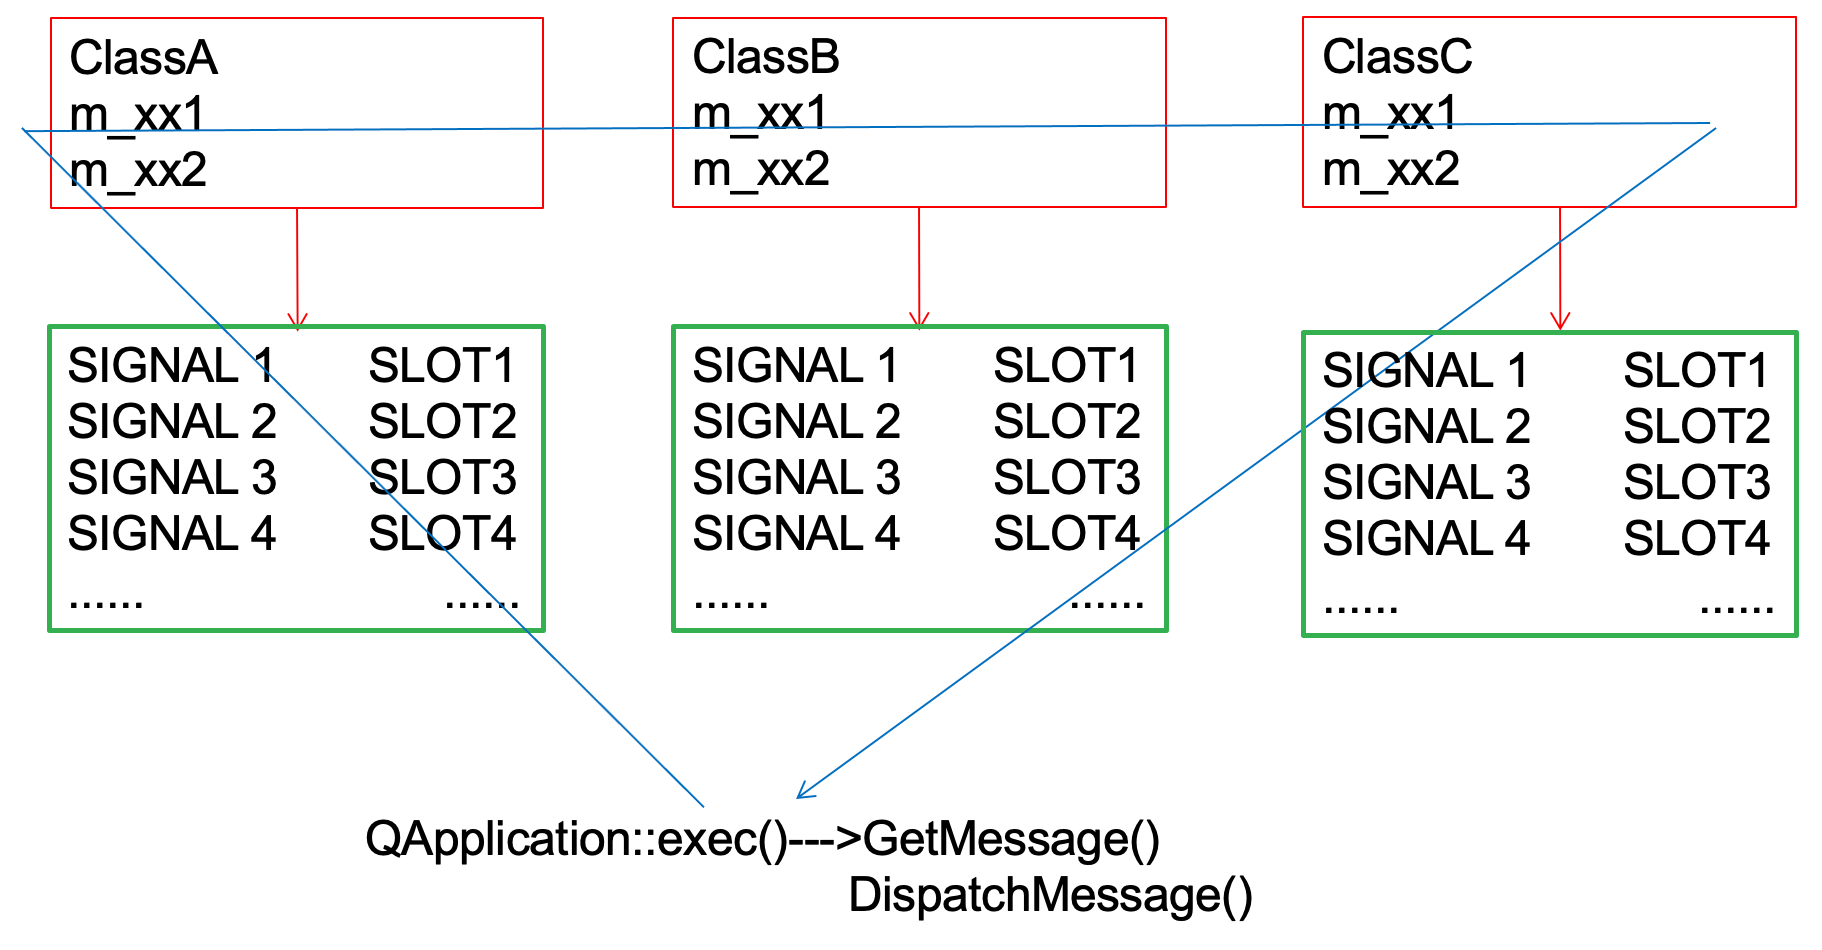 ClassA
m_xx1
m_xx2
ClassB
m_xx1
m_xx2
ClassC
m_xx1
m_xx2
SIGNAL 1 SLOT1
SIGNAL 2 SLOT2
SIGNAL 3 SLOT3
SIGNAL 4 SLOT4
...... ......
SIGNAL 1 SLOT1
SIGNAL 2 SLOT2
SIGNAL 3 SLOT3
SIGNAL 4 SLOT4
...... ......
SIGNAL 1 SLOT1
SIGNAL 2 SLOT2
SIGNAL 3 SLOT3
SIGNAL 4 SLOT4
...... ......
QApplication::exec()--->GetMessage()
DispatchMessage()